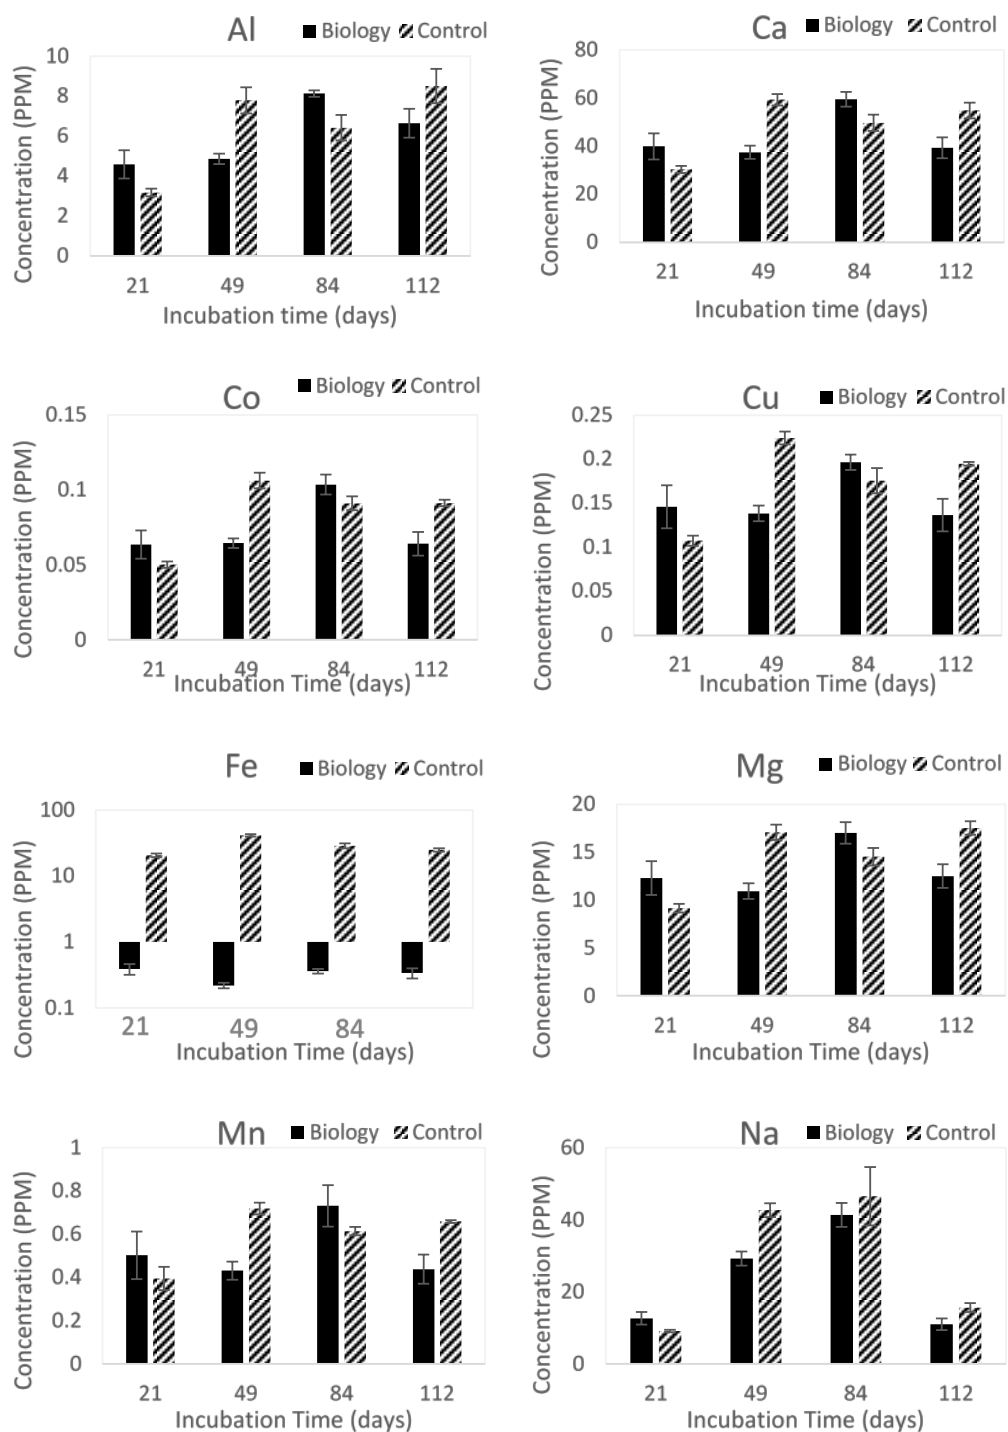 Al
Biology Control
Concentration (PPM)
10
8
6
4
2
0
21 49 84 112
Incubation time (days)
Ca
Biology Control
Concentration (PPM)
80
60
40
20
0
21 49 84 112
Incubation time (days)
Co
Biology Control
Concentration (PPM)
0.15
0.1
0.05
0
21 49 84 112
Incubation Time (days)
Cu
Biology Control
Concentration (PPM)
0.25
0.2
0.15
0.1
0.05
0
21 49 84 112
Incubation Time (days)
Fe
Biology Control
Concentration (PPM)
100
10
1
0.1
21 49 84
Incubation Time (days)
Mg
Biology Control
Concentration (PPM)
20
15
10
5
0
21 49 84 112
Incubation Time (days)
Mn
Biology Control
Concentration (PPM)
1
0.8
0.6
0.4
0.2
0
21 49 84 112
Incubation Time (days)
Na
Biology Control
Concentration (PPM)
60
40
20
0
21 49 84 112
Incubation Time (days)